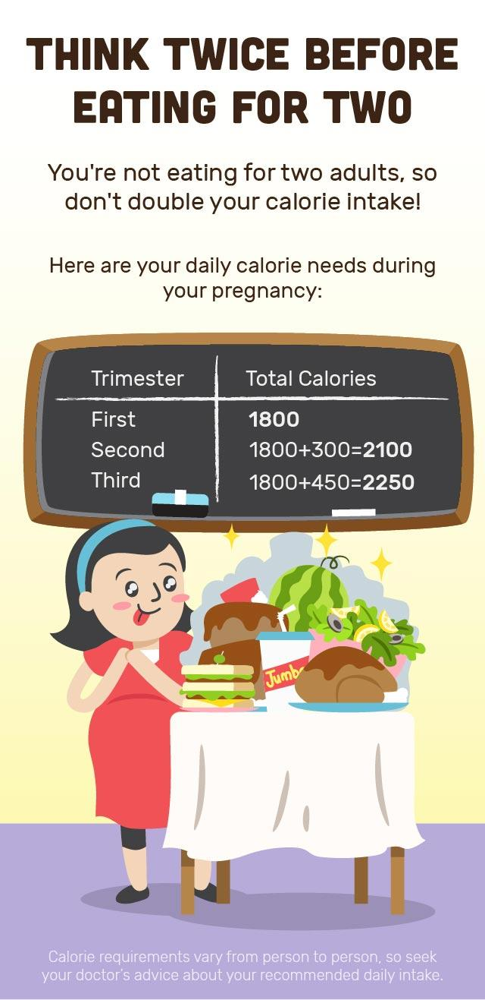 THINK TWICE BEFORE
EATING FOR TWO
You're not eating for two adults, so
don't double your calorie intake!
Here are your daily calorie needs during
your pregnancy:
Trimester Total Calories
First 1800
Second 1800+300=2100
Third 1800+450=2250
Jumbo
Calorie requirements vary from person to person, so seek
your doctor's advice about your recommended daily intake.